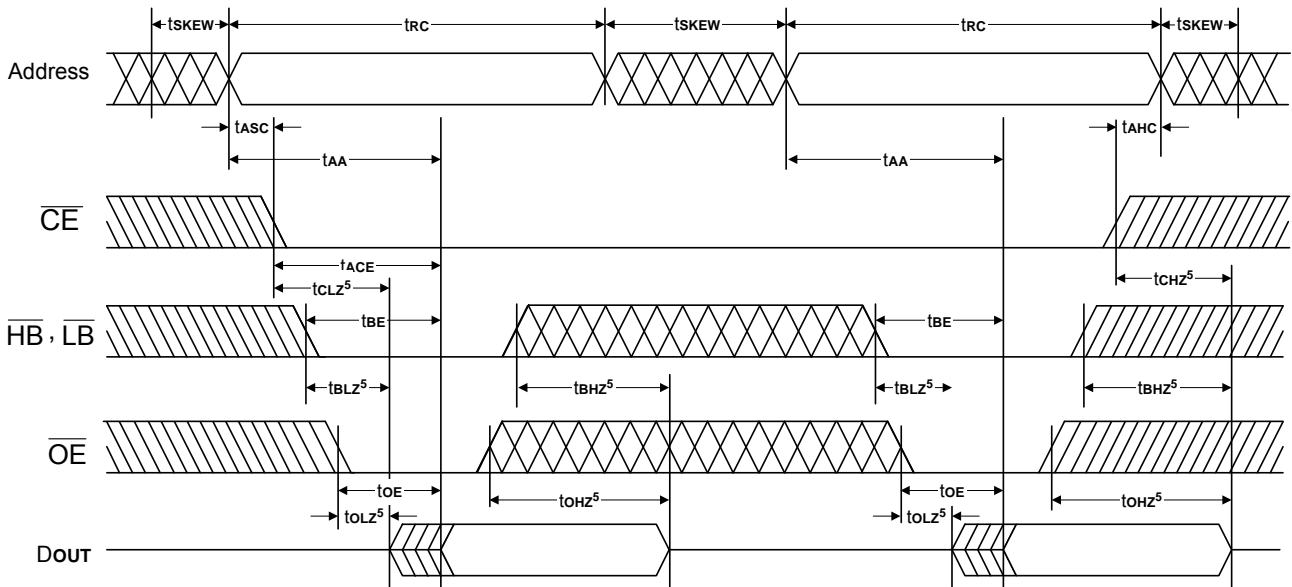 tSKEW tRC tSKEW tRC tSKEW
Address
tASC tAHC
tAA tAA
CE
tACE
tCLZ5 tCHZ5
HB , LB tBE tBE
tBLZ5 tBHZ5 tBLZ5 tBHZ5
OE
tOE tOE
tOLZ5 tOHZ5 tOLZ5 tOHZ5
DOUT